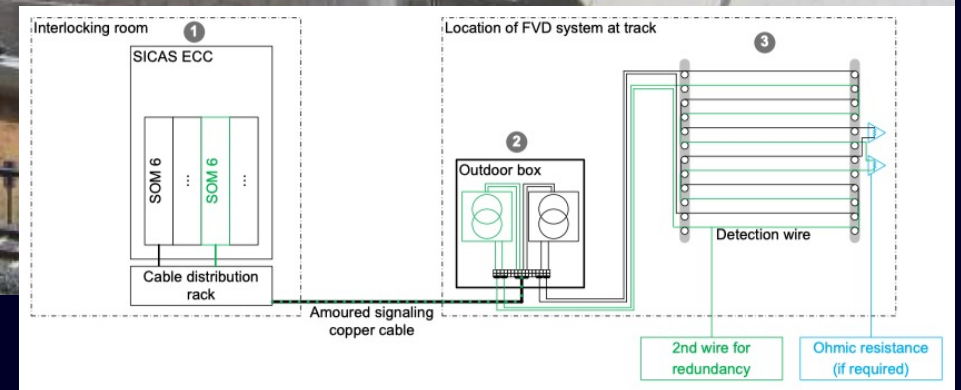 Interlocking room
1
SICAS ECC
SOM 6
...
SOM 6
...
Cable distribution
rack
Amoured signaling
copper cable
Location of FVD system at track
3
2
Outdoor box
Detection wire
2nd wire for
redundancy
Ohmic resistance
(if required)